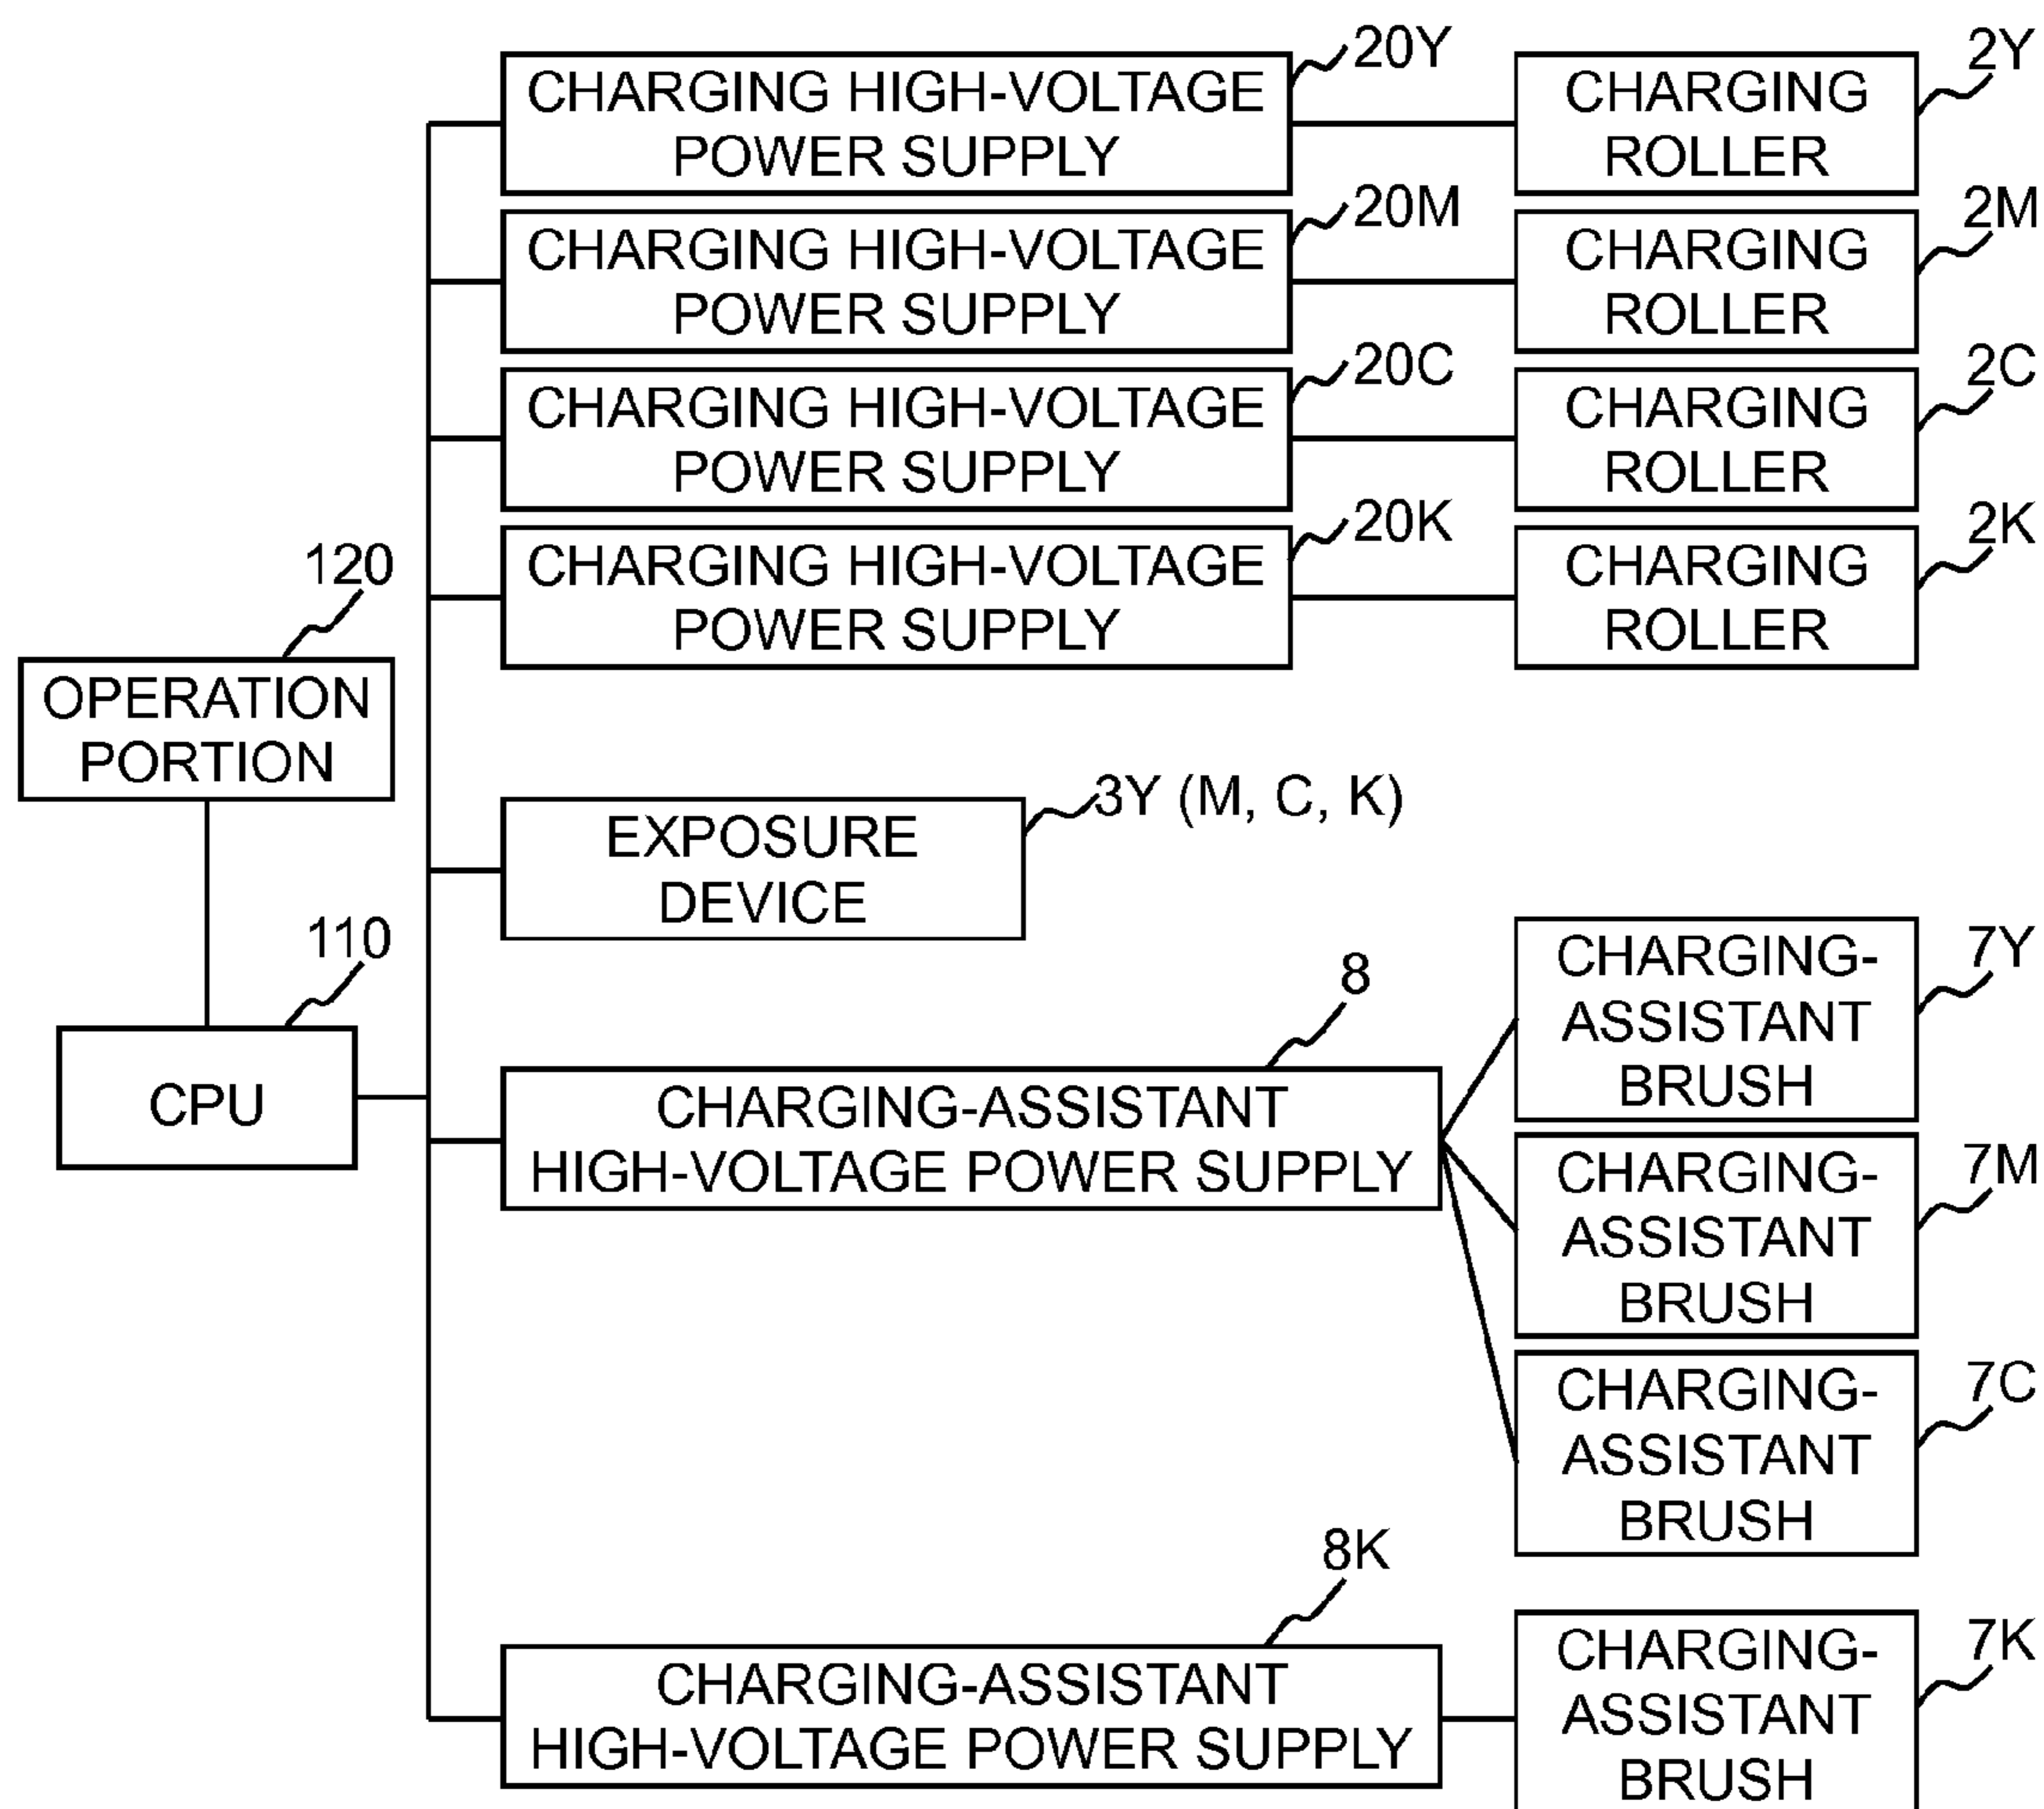 20Y
2Y
CHARGING HIGH-VOLTAGE
POWER SUPPLY
CHARGING
ROLLER
20M
2M
CHARGING HIGH-VOLTAGE
POWER SUPPLY
CHARGING
ROLLER
20C
2C
CHARGING HIGH-VOLTAGE
POWER SUPPLY
CHARGING
ROLLER
20K
2K
CHARGING HIGH-VOLTAGE
POWER SUPPLY
CHARGING
ROLLER
120
OPERATION
PORTION
3Y (M, C, K)
EXPOSURE
DEVICE
110
CPU
8
CHARGING-ASSISTANT
HIGH-VOLTAGE POWER SUPPLY
7Y
CHARGING-
ASSISTANT
BRUSH
7M
CHARGING-
ASSISTANT
BRUSH
7C
CHARGING-
ASSISTANT
BRUSH
8K
CHARGING-ASSISTANT
HIGH-VOLTAGE POWER SUPPLY
7K
CHARGING-
ASSISTANT
BRUSH